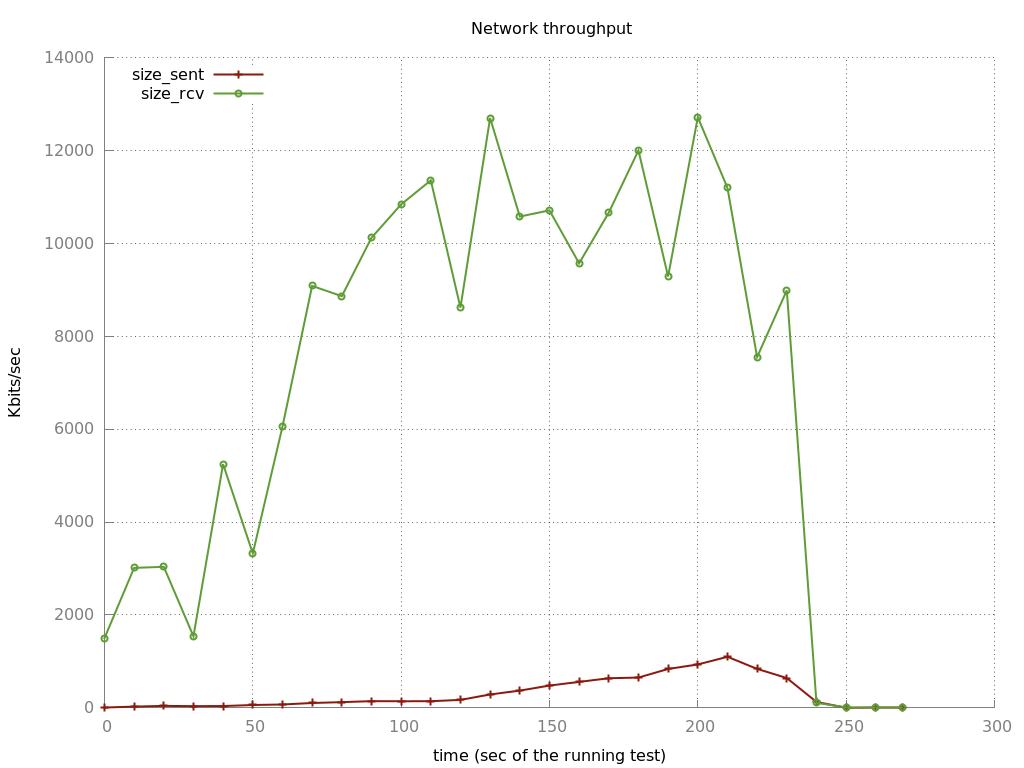 Network throughput
size_sent
size_rcv
14000
12000
10000
8000
6000
4000
2000
0
Kbits/sec
0 50 100 150 200 250 300
time (sec of the running test)